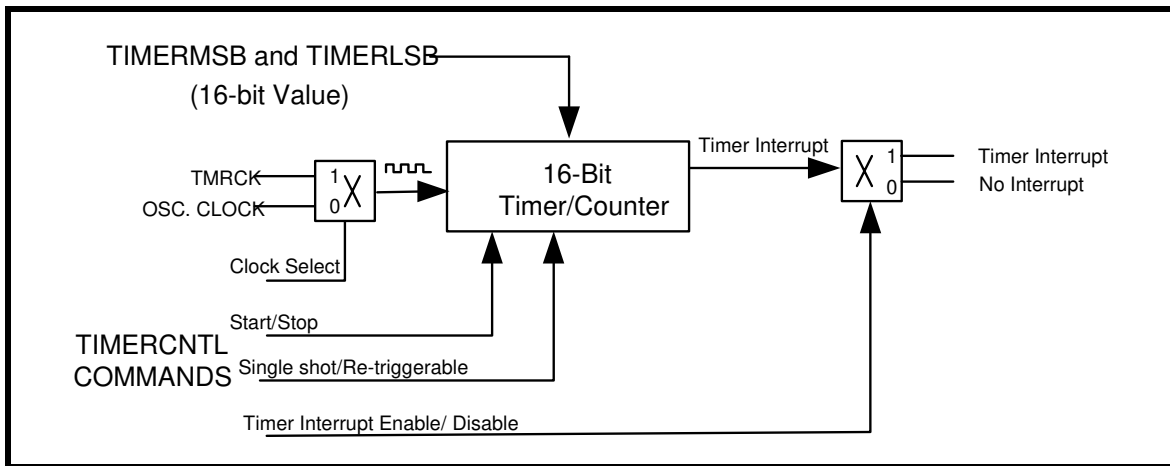 TIMERMSB and TIMERLSB
(16-bit Value)
TMRCK
OSC. CLOCK
1
0
X
Clock Select
16-Bit
Timer/Counter
Timer Interrupt
X
1
0
Timer Interrupt
No Interrupt
Start/Stop
TIMERCNTL
COMMANDS
Single shot/Re-triggerable
Timer Interrupt Enable/ Disable